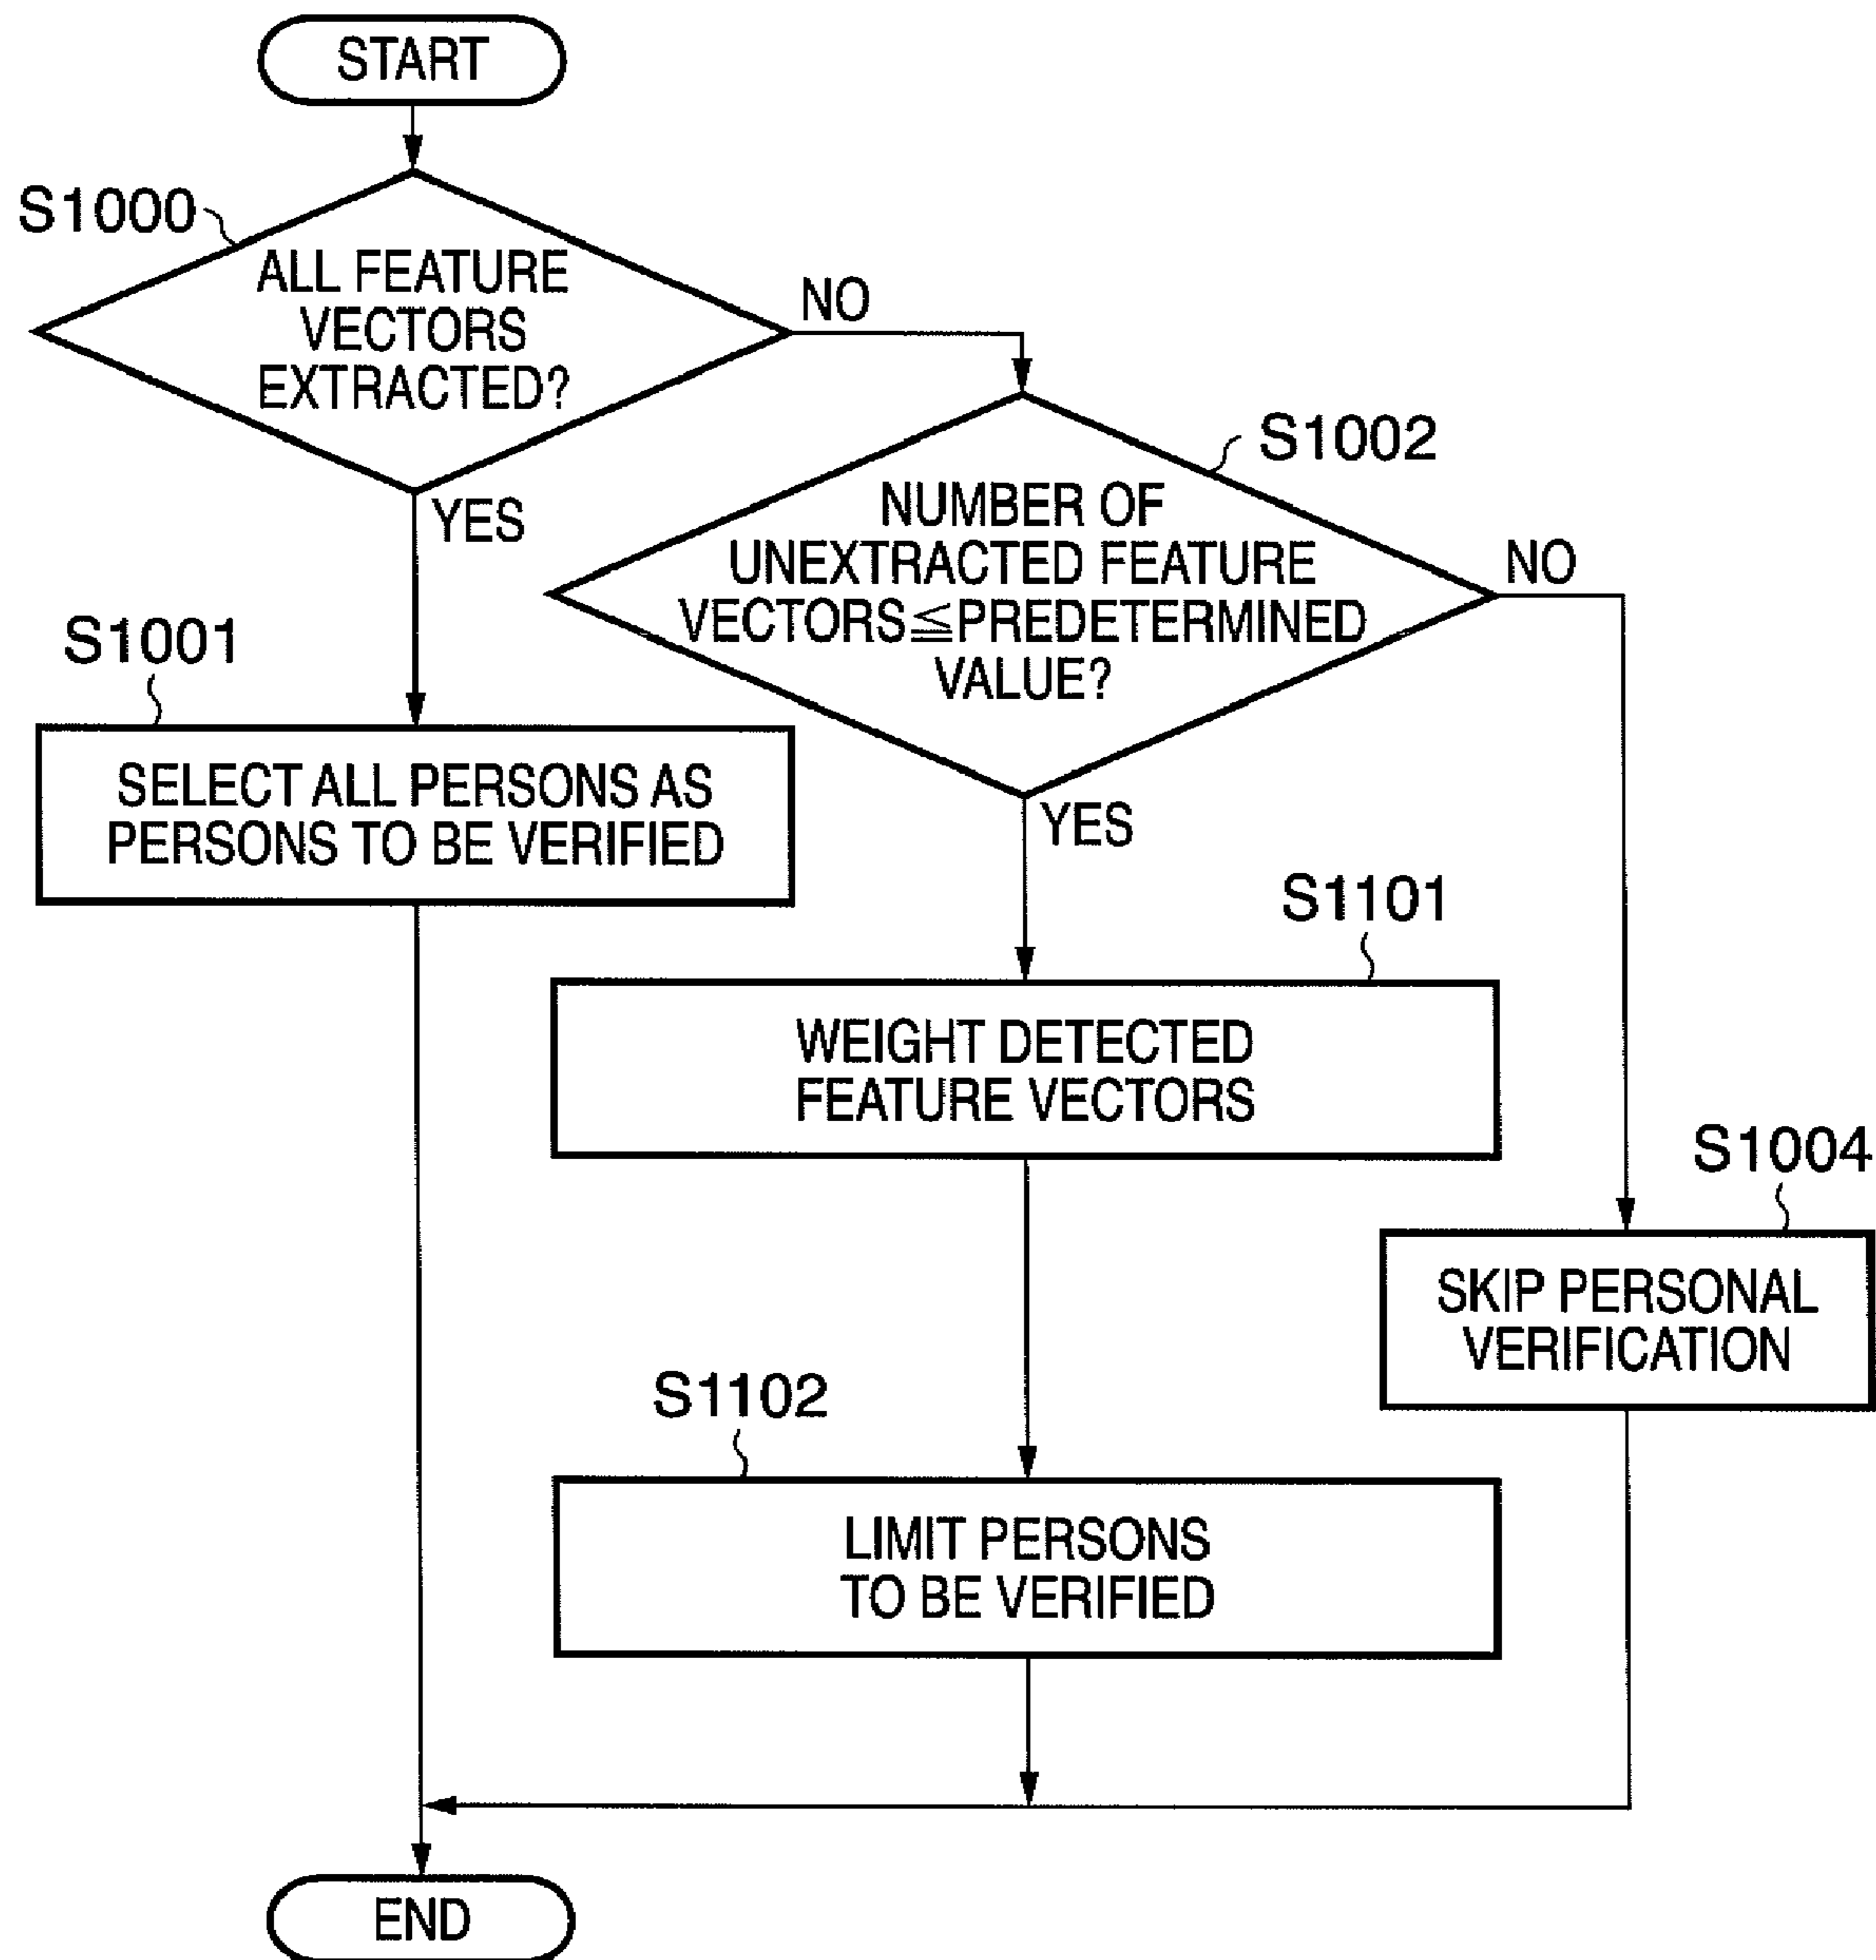 START
S1000
ALL FEATURE
VECTORS
EXTRACTED?
NO
YES
S1002
NUMBER OF
UNEXTRACTED FEATURE
VECTORS≦PREDETERMINED
VALUE?
NO
YES
S1001
SELECT ALL PERSONS AS
PERSONS TO BE VERIFIED
S1101
WEIGHT DETECTED
FEATURE VECTORS
S1004
SKIP PERSONAL
VERIFICATION
S1102
LIMIT PERSONS
TO BE VERIFIED
END